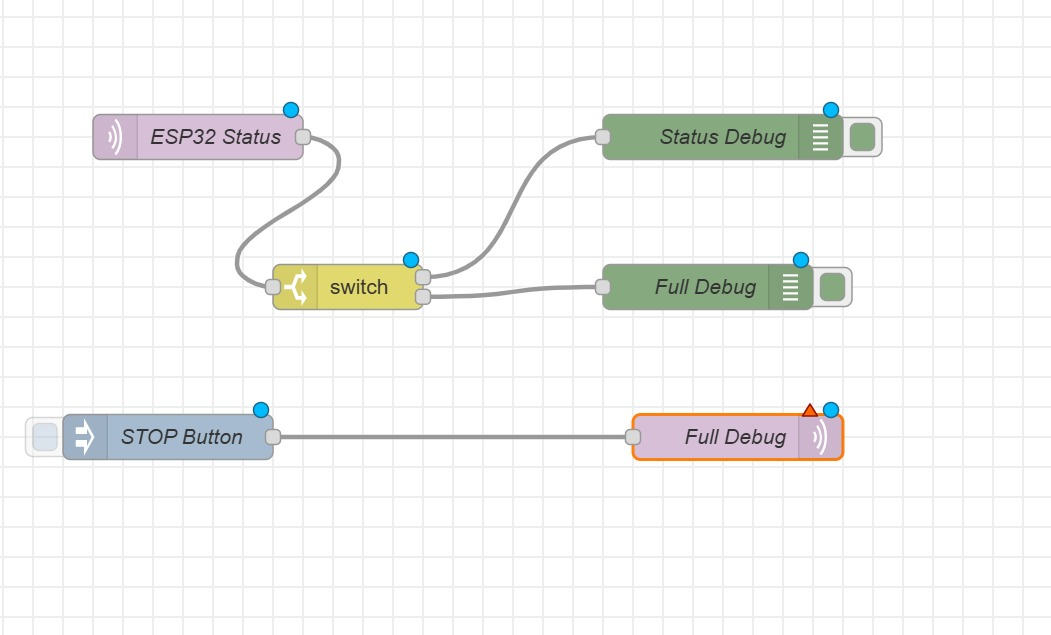 ESP32 Status
Status Debug
switch
Full Debug
STOP Button
Full Debug